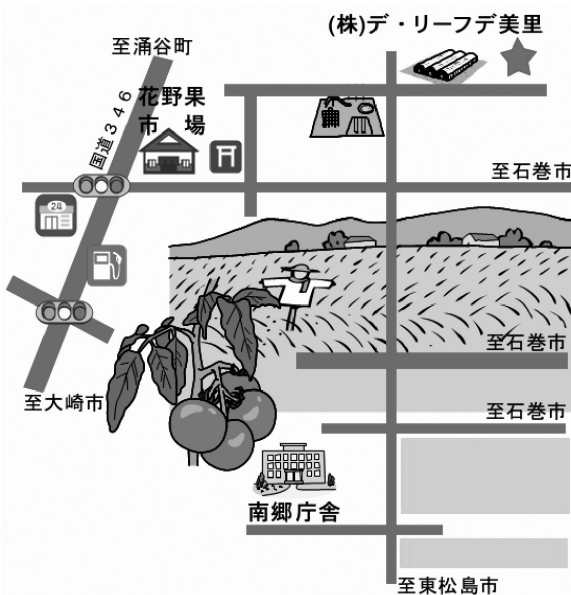 (株)デ・リーフデ美里
至涌谷町
国道346
花野果
市場
24
至石巻市
至石巻市
至大崎市
至石巻市
南郷庁舎
至東松島市